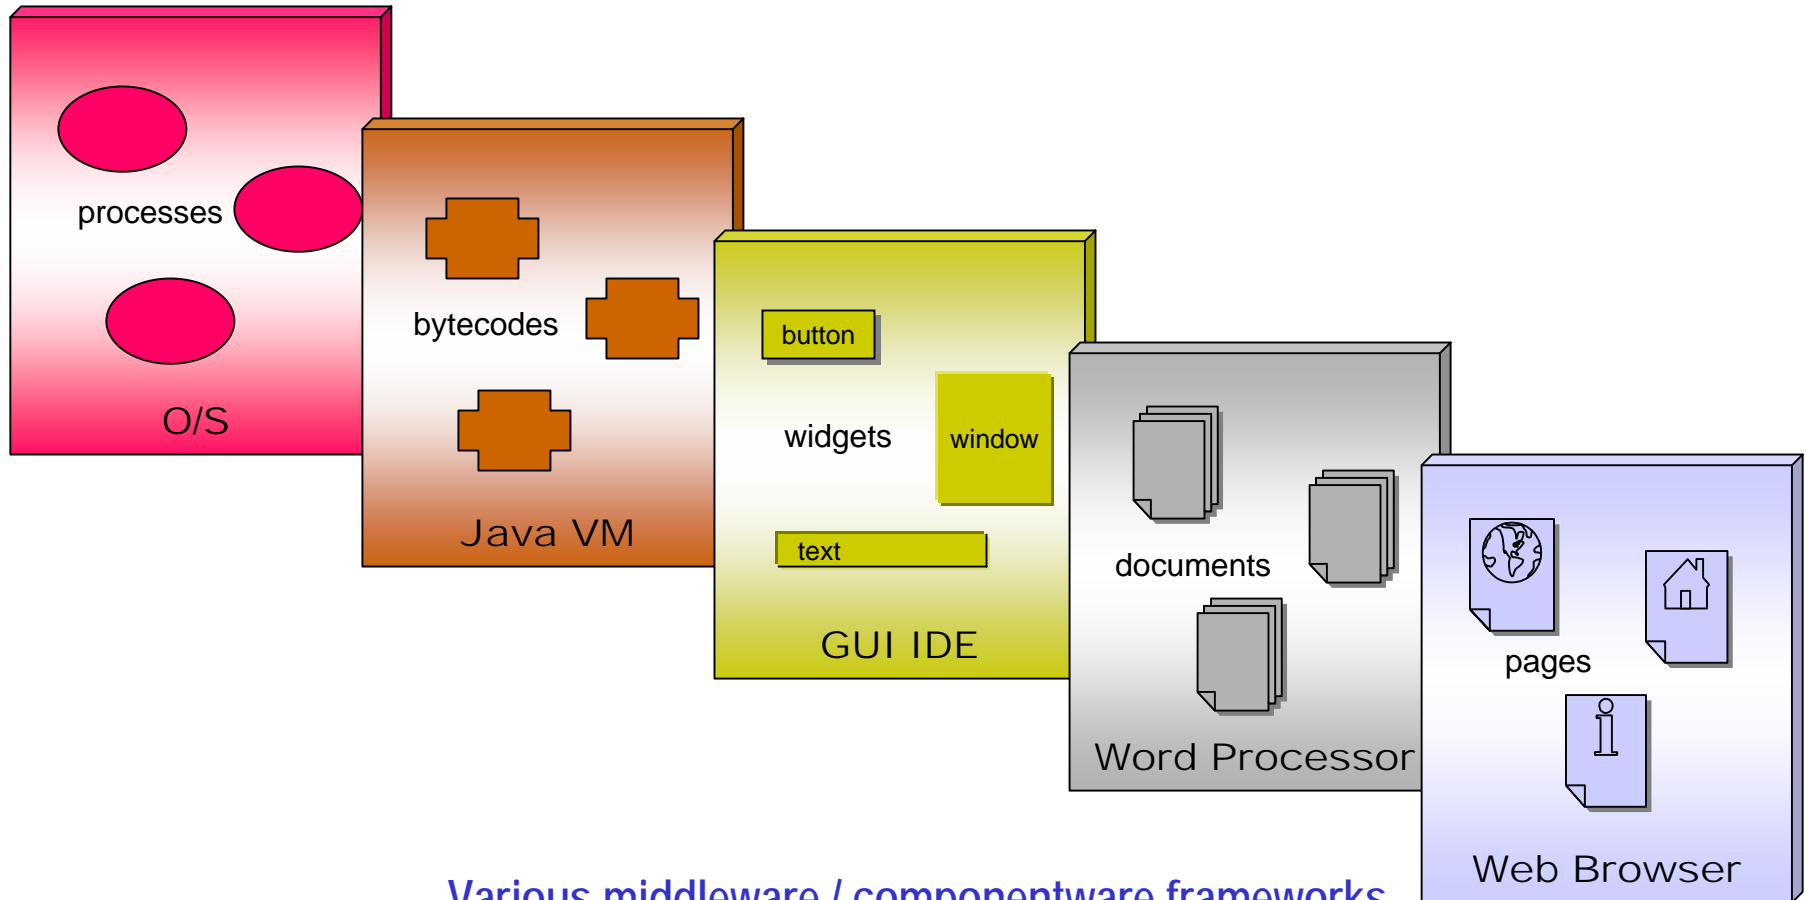 processes
O/S
bytecodes
Java VM
button
widgets
window
text
GUI IDE
documents
Word Processor
pages
i
Web Browser
Various middleware / componentware frameworks